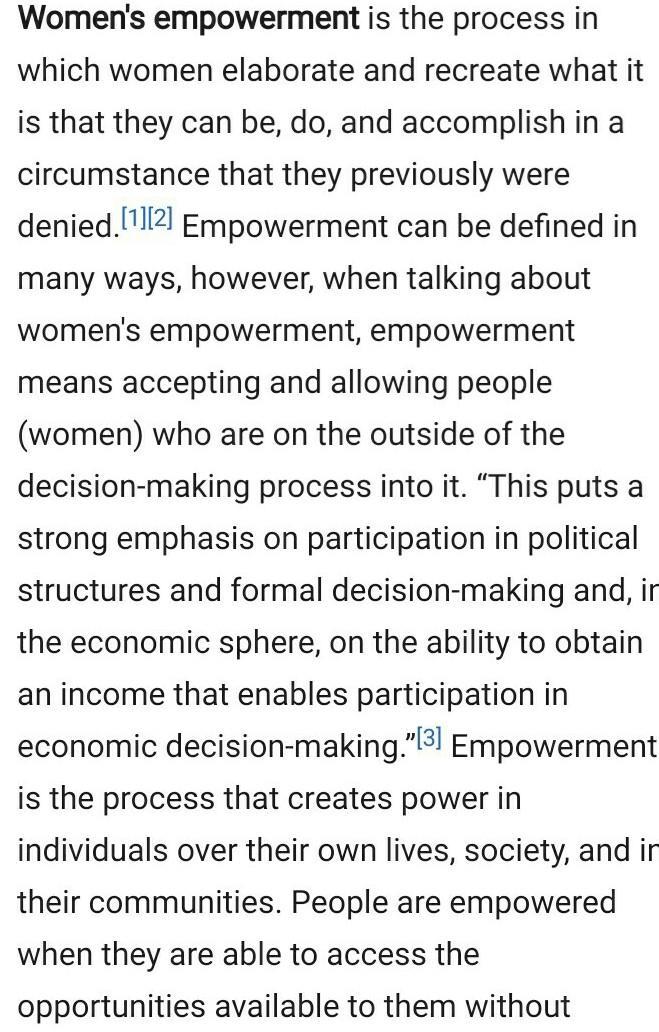 Women's empowerment is the process in
which women elaborate and recreate what it
is that they can be, do, and accomplish in a
circumstance that they previously were
denied.[1][2] Empowerment can be defined in
many ways, however, when talking about
women's empowerment, empowerment
means accepting and allowing people
(women) who are on the outside of the
decision-making process into it. “This puts a
strong emphasis on participation in political
structures and formal decision-making and, in
the economic sphere, on the ability to obtain
an income that enables participation in
economic decision-making.”[3] Empowerment
is the process that creates power in
individuals over their own lives, society, and in
their communities. People are empowered
when they are able to access the
opportunities available to them without